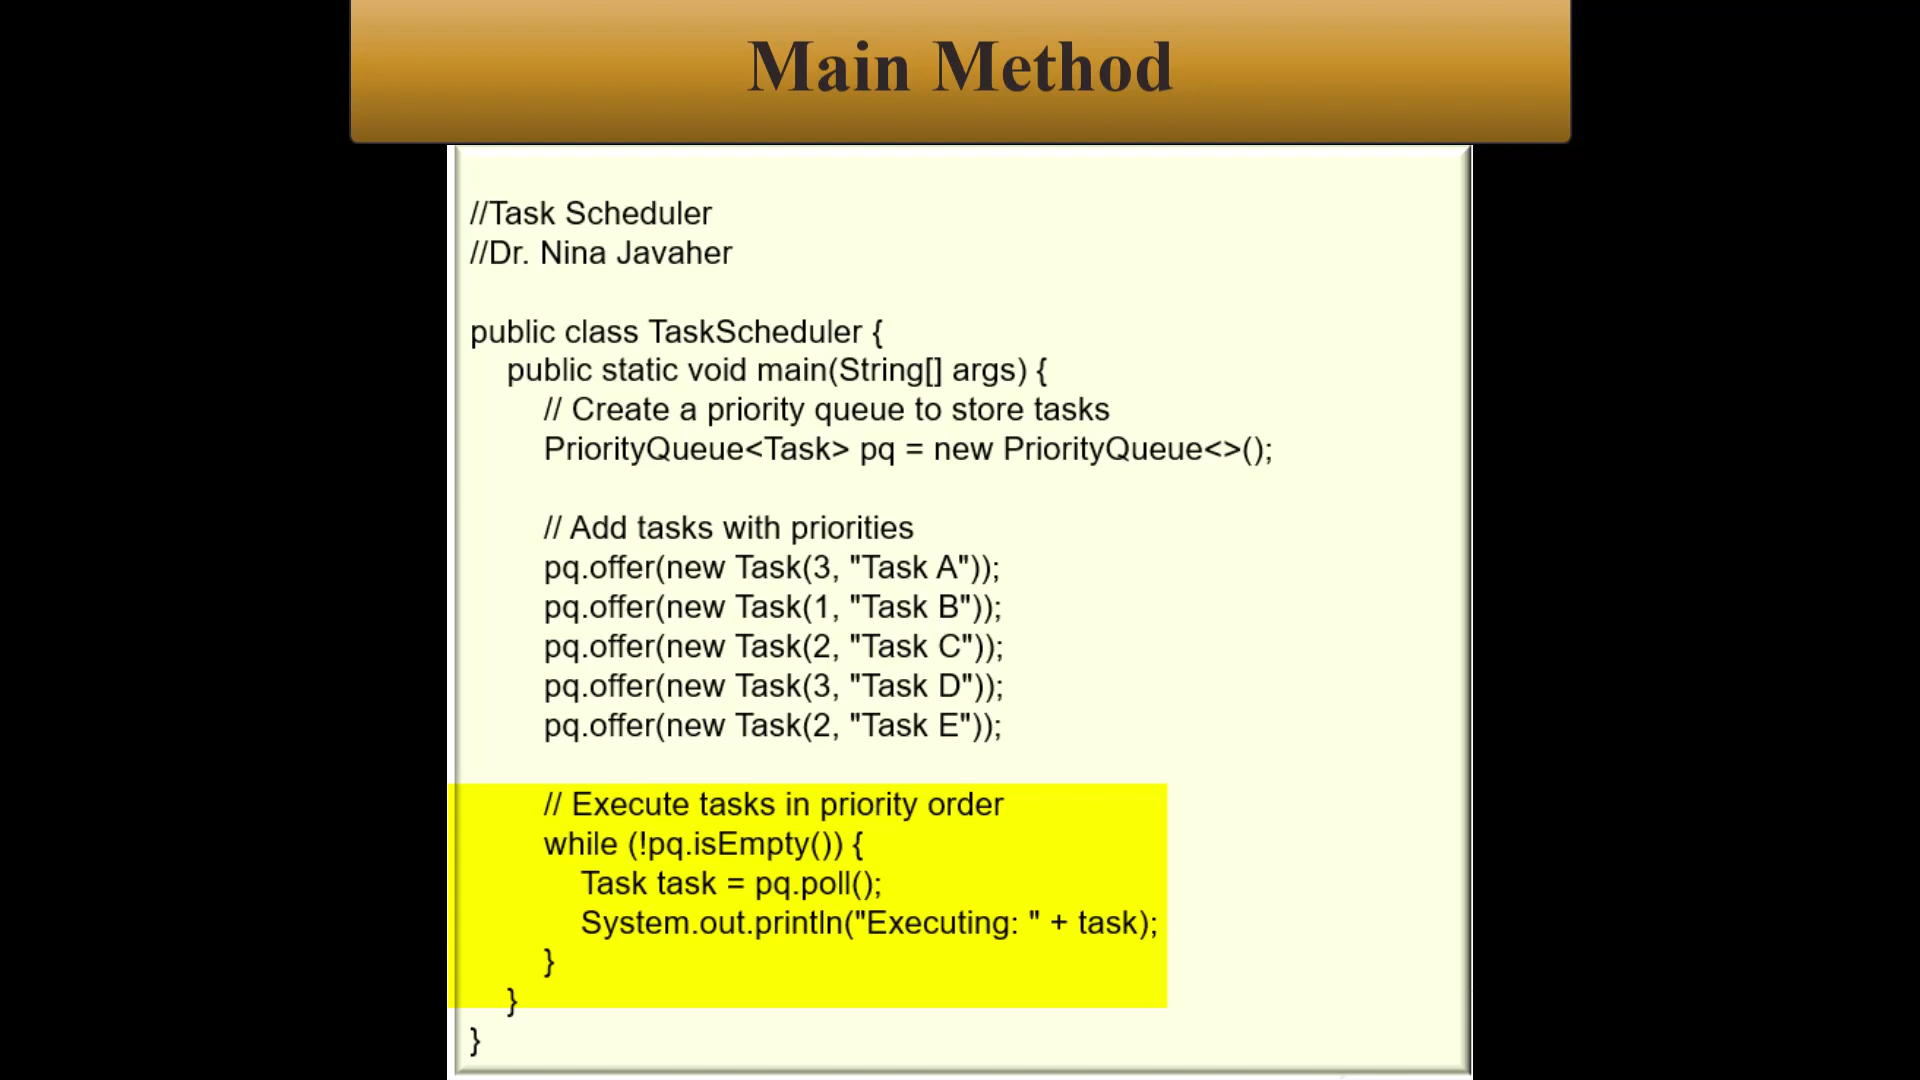 Main Method
//Task Scheduler
//Dr. Nina Javaher
public class TaskScheduler {
public static void main(String[] args) {
// Create a priority queue to store tasks
PriorityQueue<Task> pq = new PriorityQueue<>();
// Add tasks with priorities
pq.offer(new Task(3, "Task A"));
pq.offer(new Task(1, "Task B"));
pq.offer(new Task(2, "Task C"));
pq.offer(new Task(3, "Task D"));
pq.offer(new Task(2, "Task E"));
// Execute tasks in priority order
while (!pq.isEmpty()) {
Task task = pq.poll();
System.out.println("Executing: " + task);
}
}
}